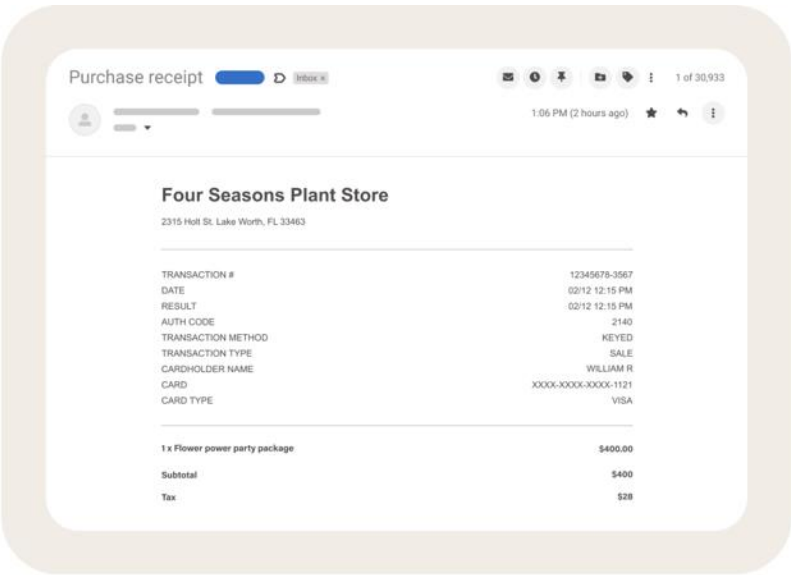 Purchase receipt Inbox x
1 of 30,933
1:06 PM (2 hours ago)
Four Seasons Plant Store
2315 Holt St. Lake Worth, FL 33463
TRANSACTION # 12345678-3567
DATE 02/12 12:15 PM
RESULT 02/12 12:15 PM
AUTH CODE 2140
TRANSACTION METHOD KEYED
TRANSACTION TYPE SALE
CARDHOLDER NAME WILLIAM R
CARD XXXX-XXXX-XXXX-1121
CARD TYPE VISA
1 x Flower power party package $400.00
Subtotal $400
Tax $28